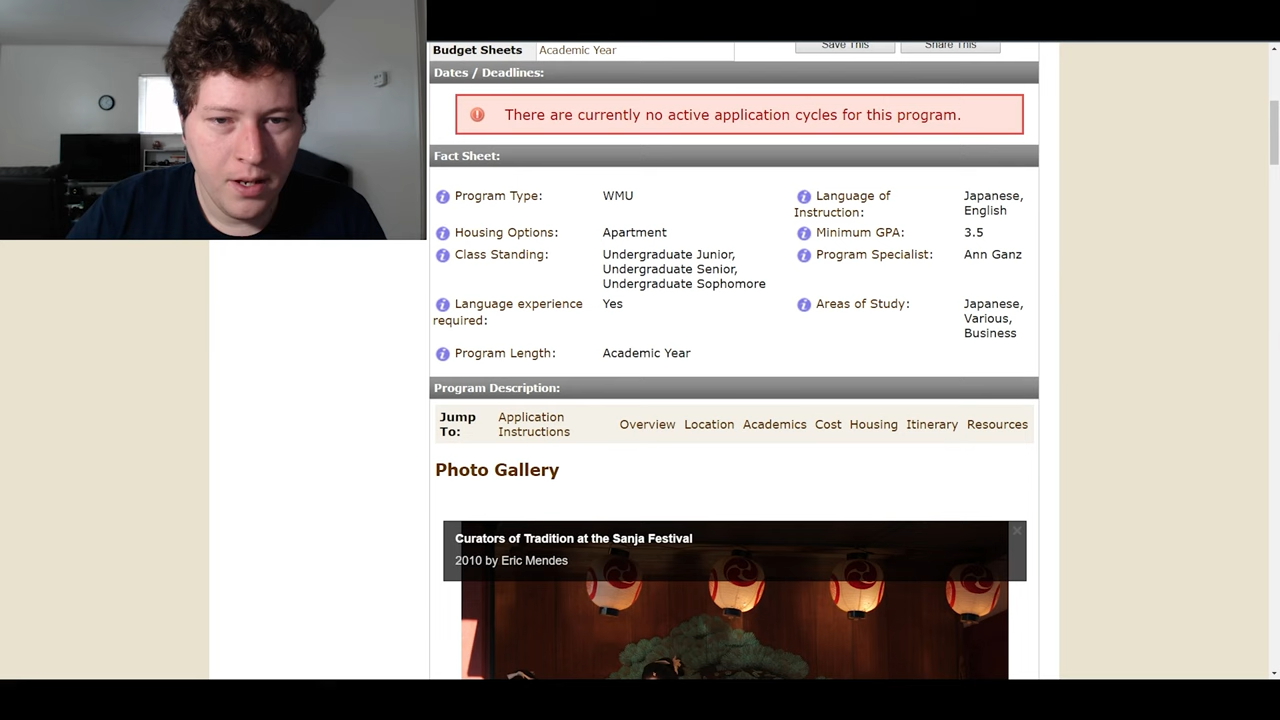 Budget Sheets Academic Year Save This Share This
Dates / Deadlines:
There are currently no active application cycles for this program.
Fact Sheet:
Program Type: WMU
Housing Options: Apartment
Class Standing: Undergraduate Junior,
Undergraduate Senior,
Undergraduate Sophomore
Language experience
required: Yes
Program Length: Academic Year
Language of
Instruction: Japanese,
English
Minimum GPA: 3.5
Program Specialist: Ann Ganz
Areas of Study: Japanese,
Various,
Business
Program Description:
Jump
To:
Application
Instructions
Overview Location Academics Cost Housing Itinerary Resources
Photo Gallery
Curators of Tradition at the Sanja Festival
2010 by Eric Mendes